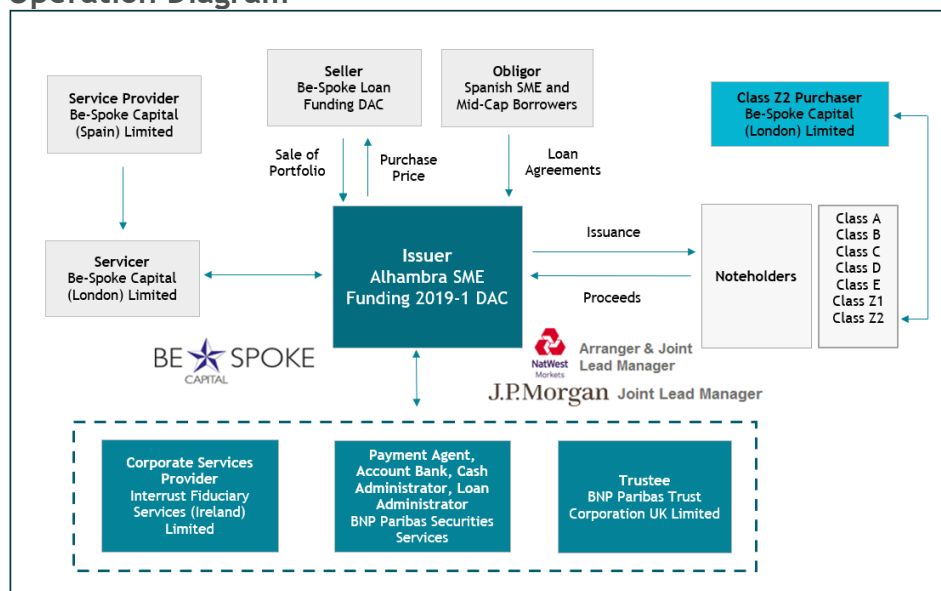 Operation Diagram
Service Provider
Be-Spoke Capital
(Spain) Limited
Seller
Be-Spoke Loan
Funding DAC
Obligor
Spanish SME and
Mid-Cap Borrowers
Class Z2 Purchaser
Be-Spoke Capital
(London) Limited
Sale of
Portfolio
Purchase
Price
Loan
Agreements
Servicer
Be-Spoke Capital
(London) Limited
Issuer
Alhambra SME
Funding 2019-1 DAC
Issuance
Proceeds
Noteholders
Class A
Class B
Class C
Class D
Class E
Class Z1
Class Z2
BE SPOKE
CAPITAL
NatWest
Markets
Arranger & Joint
Lead Manager
J.P.Morgan Joint Lead Manager
Corporate Services
Provider
Interrust Fiduciary
Services (Ireland)
Limited
Payment Agent,
Account Bank, Cash
Administrator, Loan
Administrator
BNP Paribas Securities
Services
Trustee
BNP Paribas Trust
Corporation UK Limited